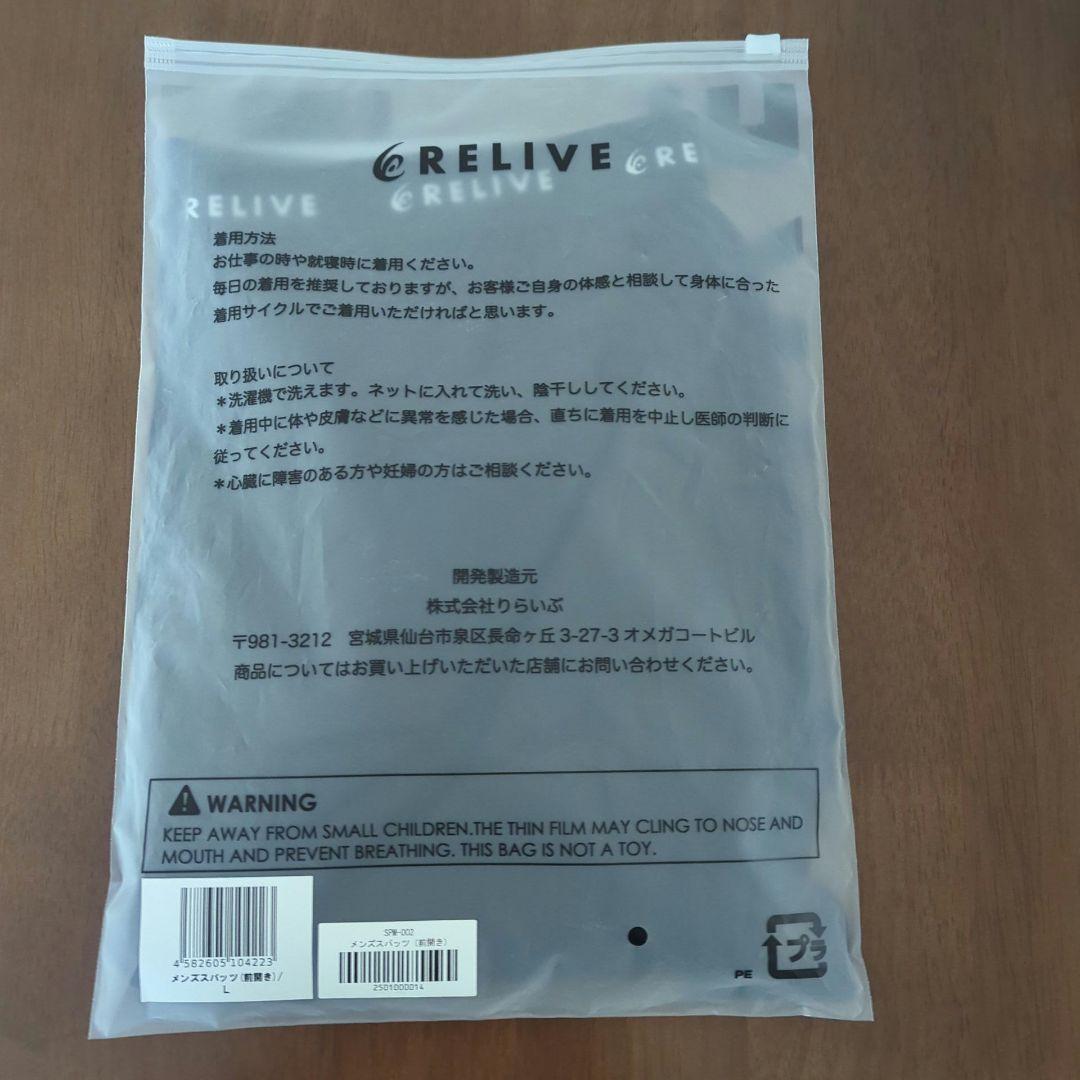 RELIVE
RELIVE RELIVE RE
着用方法
お仕事の時や就寝時に着用ください。
毎日の着用を推奨しておりますが、お客様ご自身の体感と相談して身体に合った
着用サイクルでご着用いただければと思います。
取り扱いについて
＊洗濯機で洗えます。ネットに入れて洗い、陰干ししてください。
＊着用中に体や皮膚などに異常を感じた場合、直ちに着用を中止し医師の判断に
従ってください。
＊心臓に障害のある方や妊婦の方はご相談ください。
開発製造元
株式会社りらいぶ
〒981-3212 宮城県仙台市泉区長命ヶ丘3-27-3オメガコートビル
商品についてはお買い上げいただいた店舗にお問い合わせください。
WARNING
KEEP AWAY FROM SMALL CHILDREN.THE THIN FILM MAY CLING TO NOSE AND
MOUTH AND PREVENT BREATHING. THIS BAG IS NOT A TOY.
4582605104223
メンズスパッツ(前開き)/
L
SPM-002
メンズスパッツ(前開き)
2501000014
PE
プラ